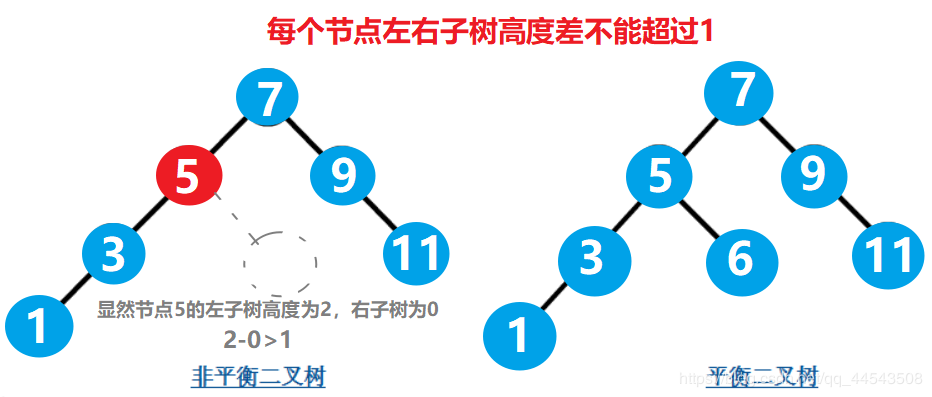 每个节点左右子树高度差不能超过1
7
5
9
3
11
1
显然节点5的左子树高度为2，右子树为0
2-0>1
非平衡二叉树
7
5
9
3
6
11
1
平衡二叉树
https://blog.csdn.net/qq_44543508